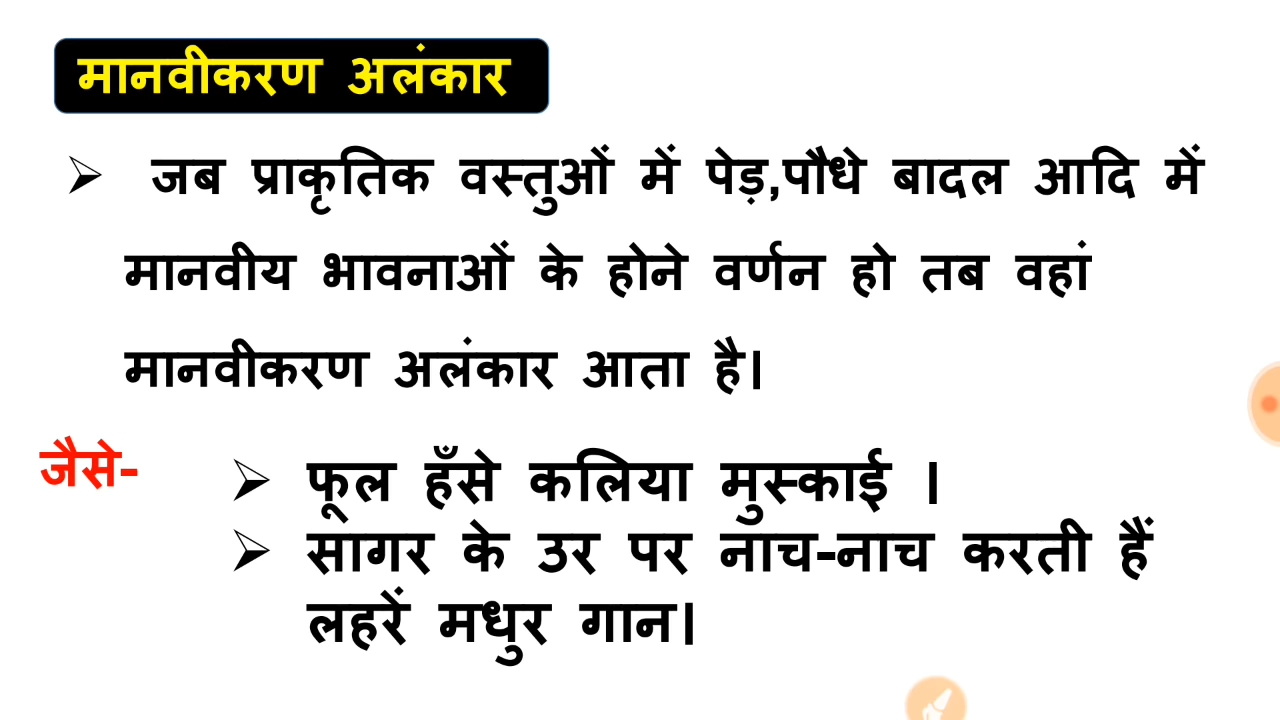 मानवीकरण अलंकार
➢ जब प्राकृतिक वस्तुओं में पेड़,पौधे बादल आदि में
मानवीय भावनाओं के होने वर्णन हो तब वहां
मानवीकरण अलंकार आता है।
जैसे-
➢ फूल हँसे कलिया मुस्काई ।
➢ सागर के उर पर नाच-नाच करती हैं
लहरें मधुर गान।